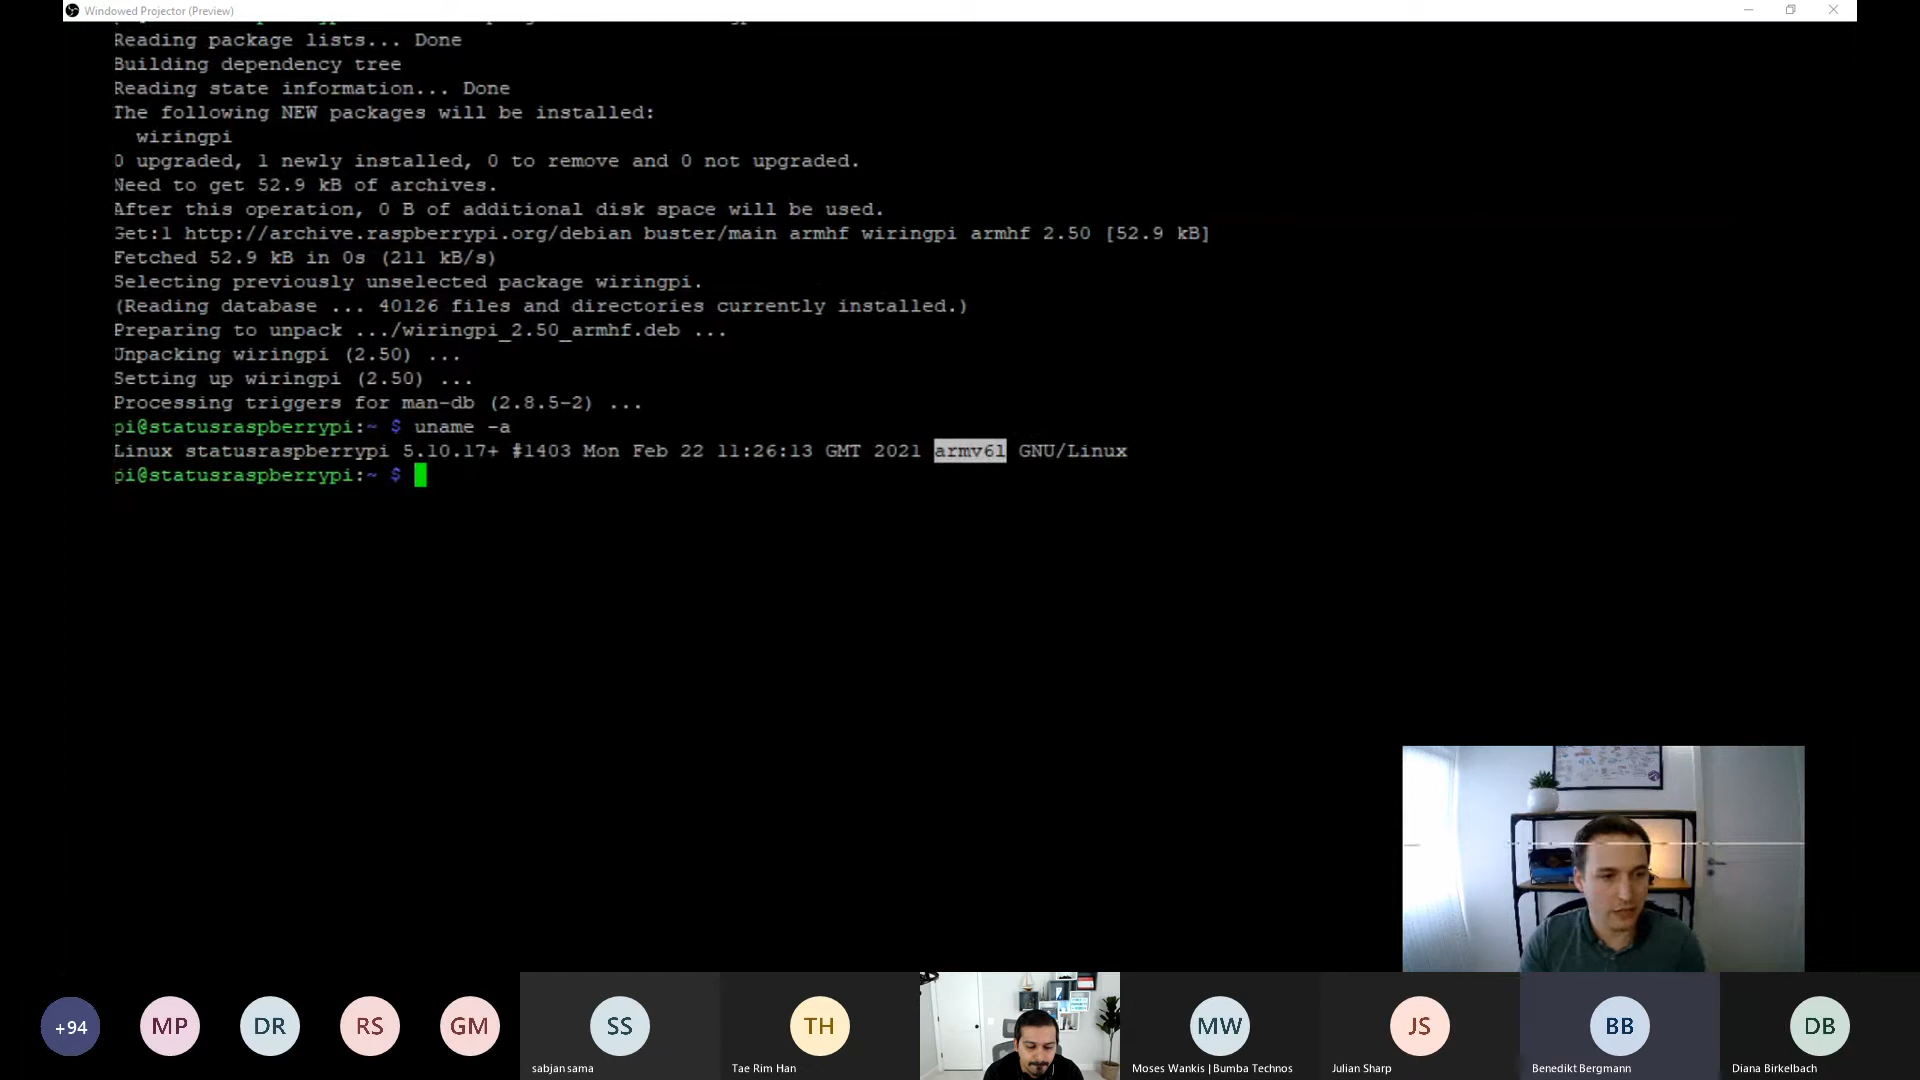 Windowed Projector (Preview)
Reading package lists... Done
Building dependency tree
Reading state information... Done
The following NEW packages will be installed:
wiringpi
0 upgraded, 1 newly installed, 0 to remove and 0 not upgraded.
Need to get 52.9 kB of archives.
After this operation, 0 B of additional disk space will be used.
Get:1 http://archive.raspberrypi.org/debian buster/main armhf wiringpi armhf 2.50 [52.9 kB]
Fetched 52.9 kB in 0s (211 kB/s)
Selecting previously unselected package wiringpi.
(Reading database ... 40126 files and directories currently installed.)
Preparing to unpack .../wiringpi_2.50_armhf.deb ...
Unpacking wiringpi (2.50) ...
Setting up wiringpi (2.50) ...
Processing triggers for man-db (2.8.5-2) ...
pi@statusraspberrypi:~ $ uname -a
Linux statusraspberrypi 5.10.17+ #1403 Mon Feb 22 11:26:13 GMT 2021 armv6l GNU/Linux
pi@statusraspberrypi:~ $
+94 MP DR RS GM SS TH MW JS BB DB
sabjan sama Tae Rim Han Moses Wankis | Bumba Technos Julian Sharp Benedikt Bergmann Diana Birkelbach